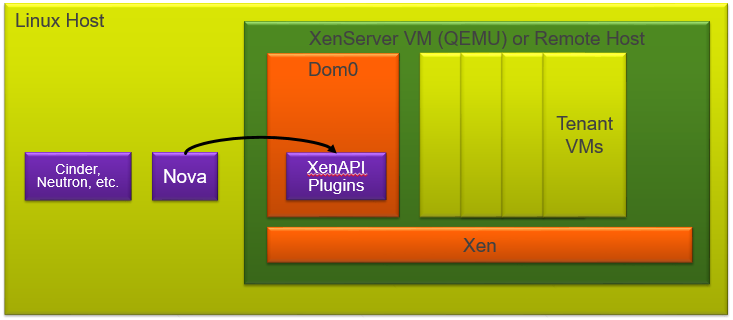 Linux Host
XenServer VM (QEMU) or Remote Host
Dom0
Tenant
VMs
Cinder,
Neutron, etc.
Nova
XenAPI
Plugins
Xen